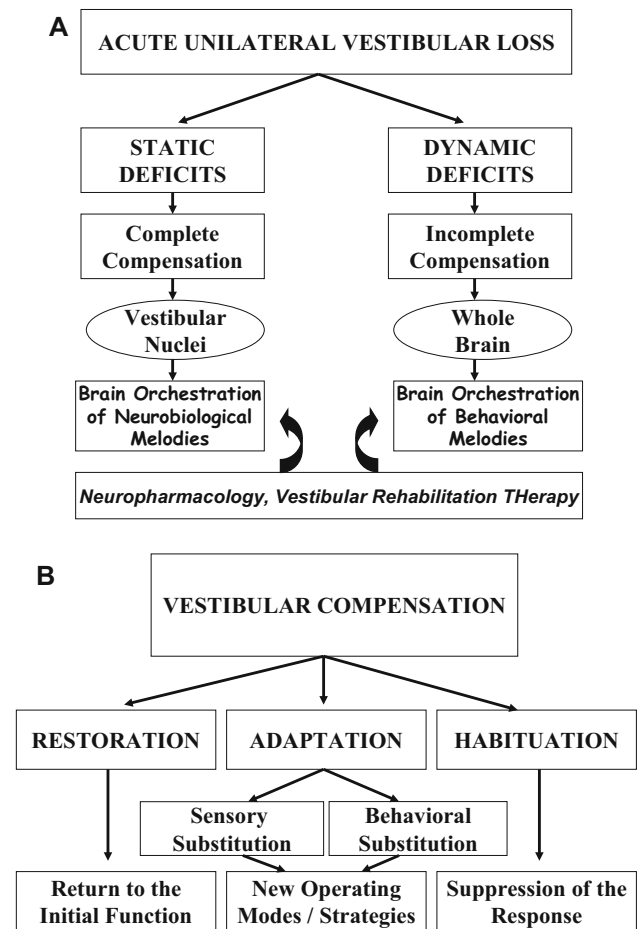 A
ACUTE UNILATERAL VESTIBULAR LOSS
STATIC
DEFICITS
DYNAMIC
DEFICITS
Complete
Compensation
Incomplete
Compensation
Vestibular
Nuclei
Whole
Brain
Brain Orchestration
of Neurobiological
Melodies
Brain Orchestration
of Behavioral
Melodies
Neuropharmacology, Vestibular Rehabilitation THerapy
B
VESTIBULAR COMPENSATION
RESTORATION
ADAPTATION
HABITUATION
Sensory
Substitution
Behavioral
Substitution
Return to the
Initial Function
New Operating
Modes / Strategies
Suppression of the
Response